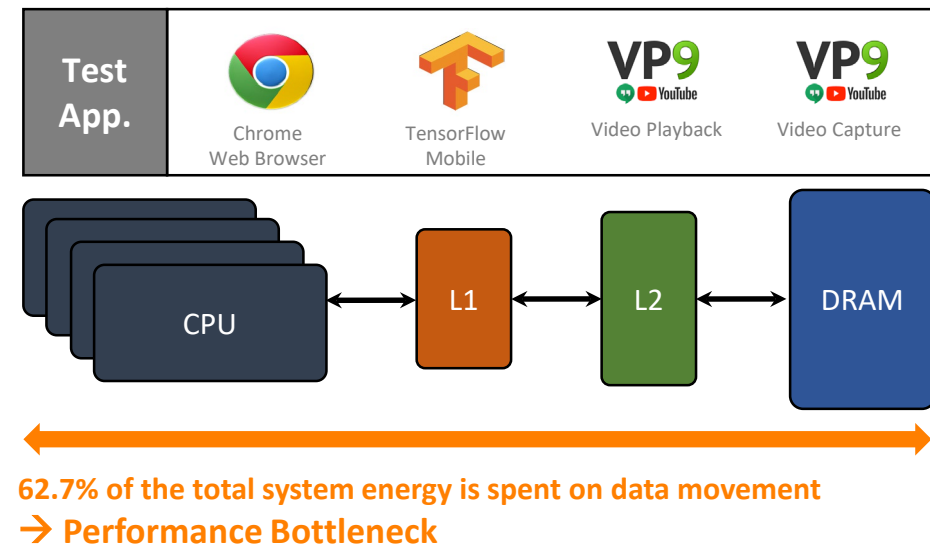 Test
App.
Chrome
Web Browser
TensorFlow
Mobile
VP9
YouTube
Video Playback
VP9
YouTube
Video Capture
CPU
L1
L2
DRAM
62.7% of the total system energy is spent on data movement
→ Performance Bottleneck